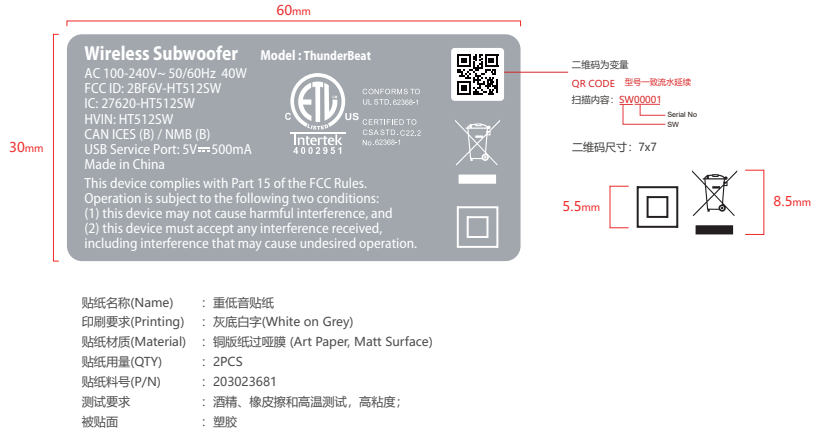 60mm
30mm
Wireless Subwoofer
Model : ThunderBeat
AC 100-240V~ 50/60Hz 40W
FCC ID: 2BF6V-HT512SW
IC: 27620-HT512SW
HVIN: HT512SW
CAN ICES (B) / NMB (B)
USB Service Port: 5V⎓500mA
Made in China
This device complies with Part 15 of the FCC Rules.
Operation is subject to the following two conditions:
(1) this device may not cause harmful interference, and
(2) this device must accept any interference received,
including interference that may cause undesired operation.
ETL
C US
LISTED
Intertek
4002951
CONFORMS TO
UL STD. 62368-1
CERTIFIED TO
CSA STD. C22.2
No. 62368-1
二维码为变量
QR CODE 型号一致流水延续
扫描内容：SW00001
Serial No
SW
二维码尺寸：7x7
5.5mm
8.5mm
贴纸名称(Name) ：重低音贴纸
印刷要求(Printing) ：灰底白字(White on Grey)
贴纸材质(Material) ：铜版纸过哑膜 (Art Paper, Matt Surface)
贴纸用量(QTY) ：2PCS
贴纸料号(P/N) ：203023681
测试要求 ：酒精、橡皮擦和高温测试，高粘度；
被贴面 ：塑胶